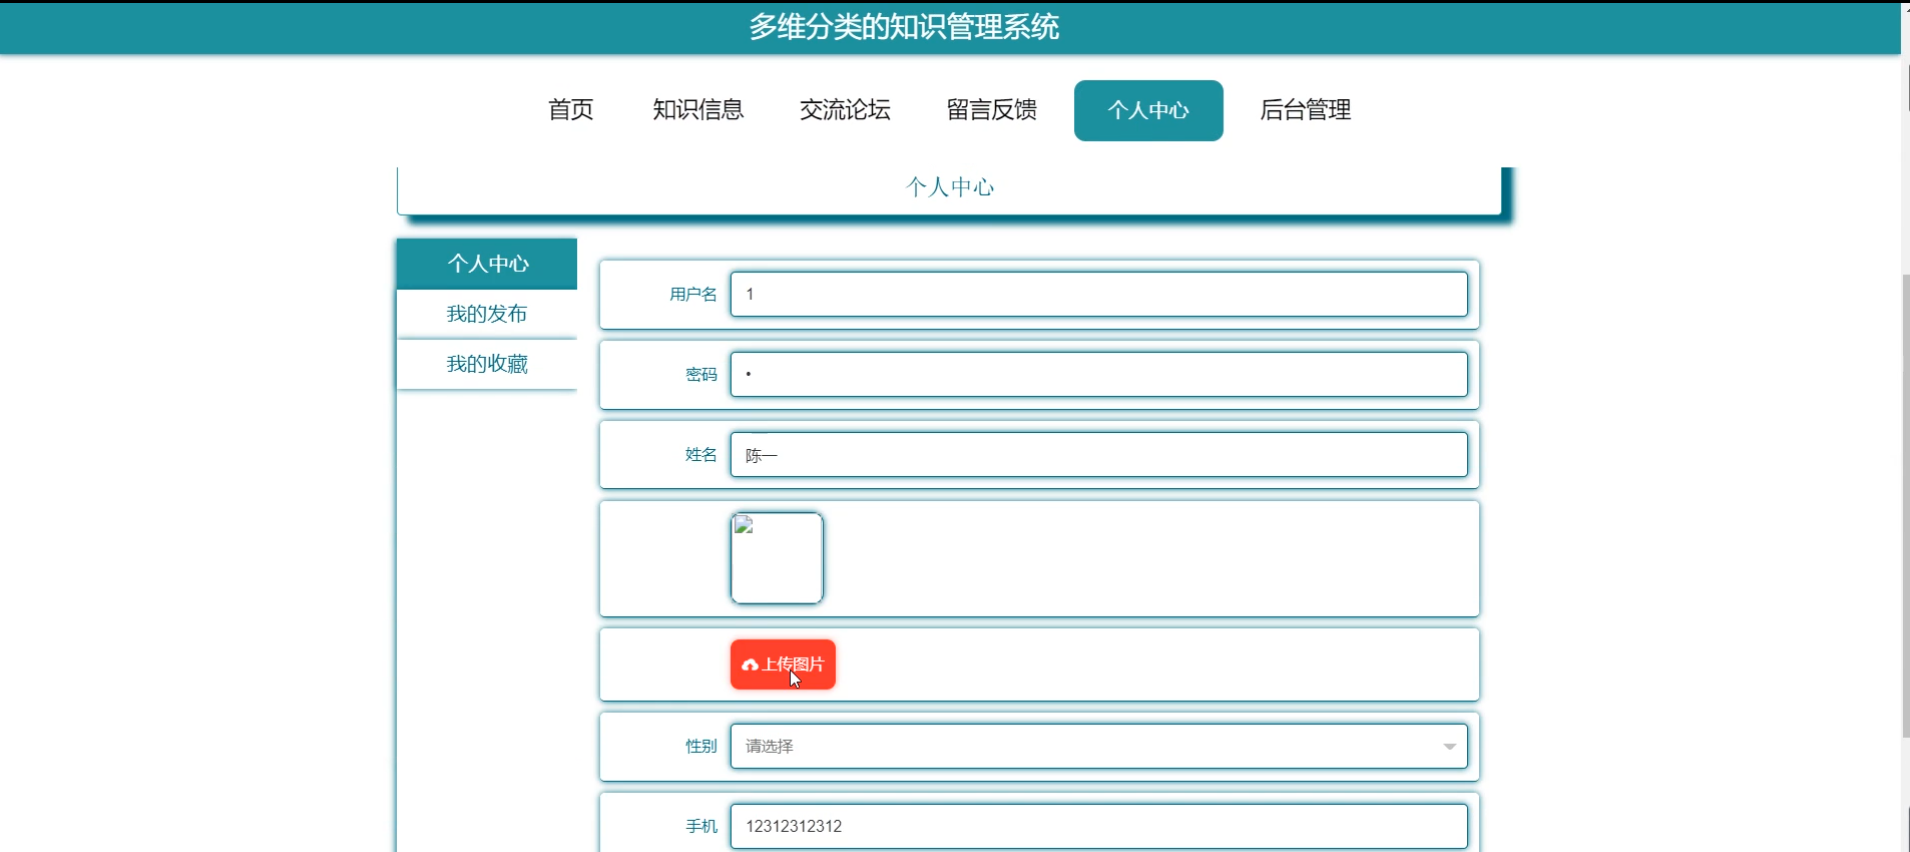 多维分类的知识管理系统
首页 知识信息 交流论坛 留言反馈 个人中心 后台管理
个人中心
个人中心
我的发布
我的收藏
用户名 1
密码 •
姓名 陈一
上传图片
性别 请选择
手机 12312312312